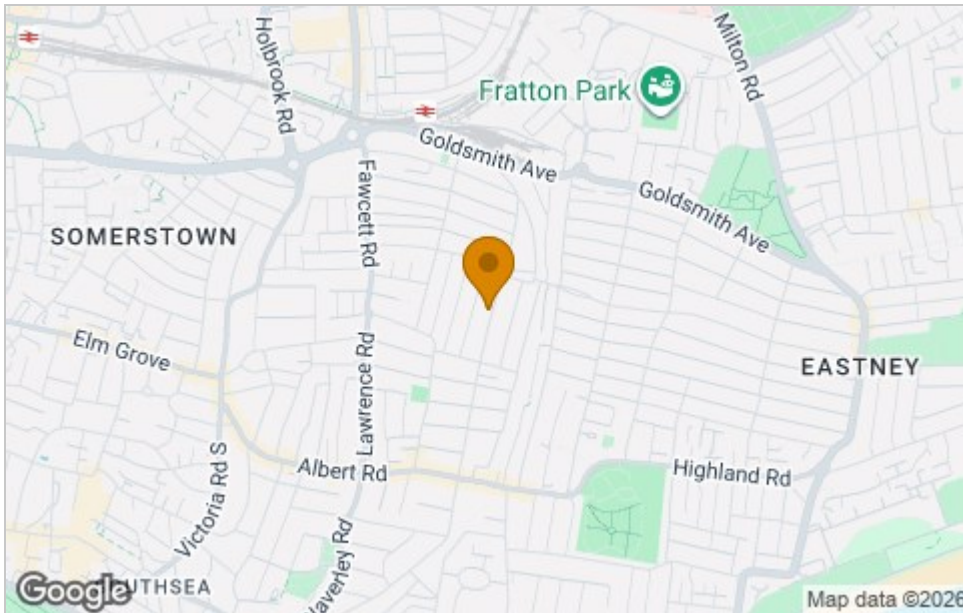 Holbrook Rd
Milton Rd
Fratton Park
Goldsmith Ave
Goldsmith Ave
Fawcett Rd
SOMERSTOWN
Elm Grove
Lawrence Rd
EASTNEY
Albert Rd
Highland Rd
Victoria Rd S
Waverley Rd
SOUTHSEA
Google
Map data ©2026